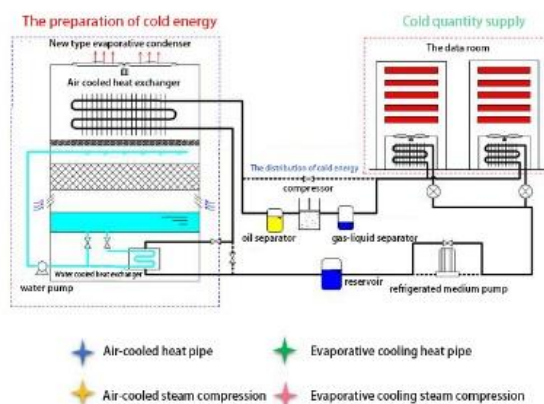 The preparation of cold energy
Cold quantity supply
New type evaporative condenser
The data room
Air cooled heat exchanger
The distribution of cold energy
compressor
oil separator
gas-liquid separator
Water cooled heat exchanger
water pump
reservoir
refrigerated medium pump
Air-cooled heat pipe
Evaporative cooling heat pipe
Air-cooled steam compression
Evaporative cooling steam compression